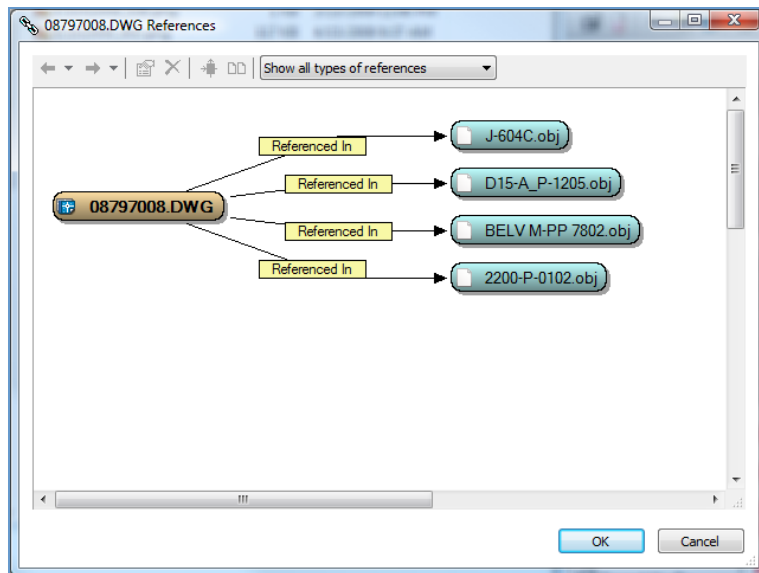 08797008.DWG References
Show all types of references
Referenced In
J-604C.obj
Referenced In
D15-A_P-1205.obj
08797008.DWG
Referenced In
BELV M-PP 7802.obj
Referenced In
2200-P-0102.obj
OK
Cancel